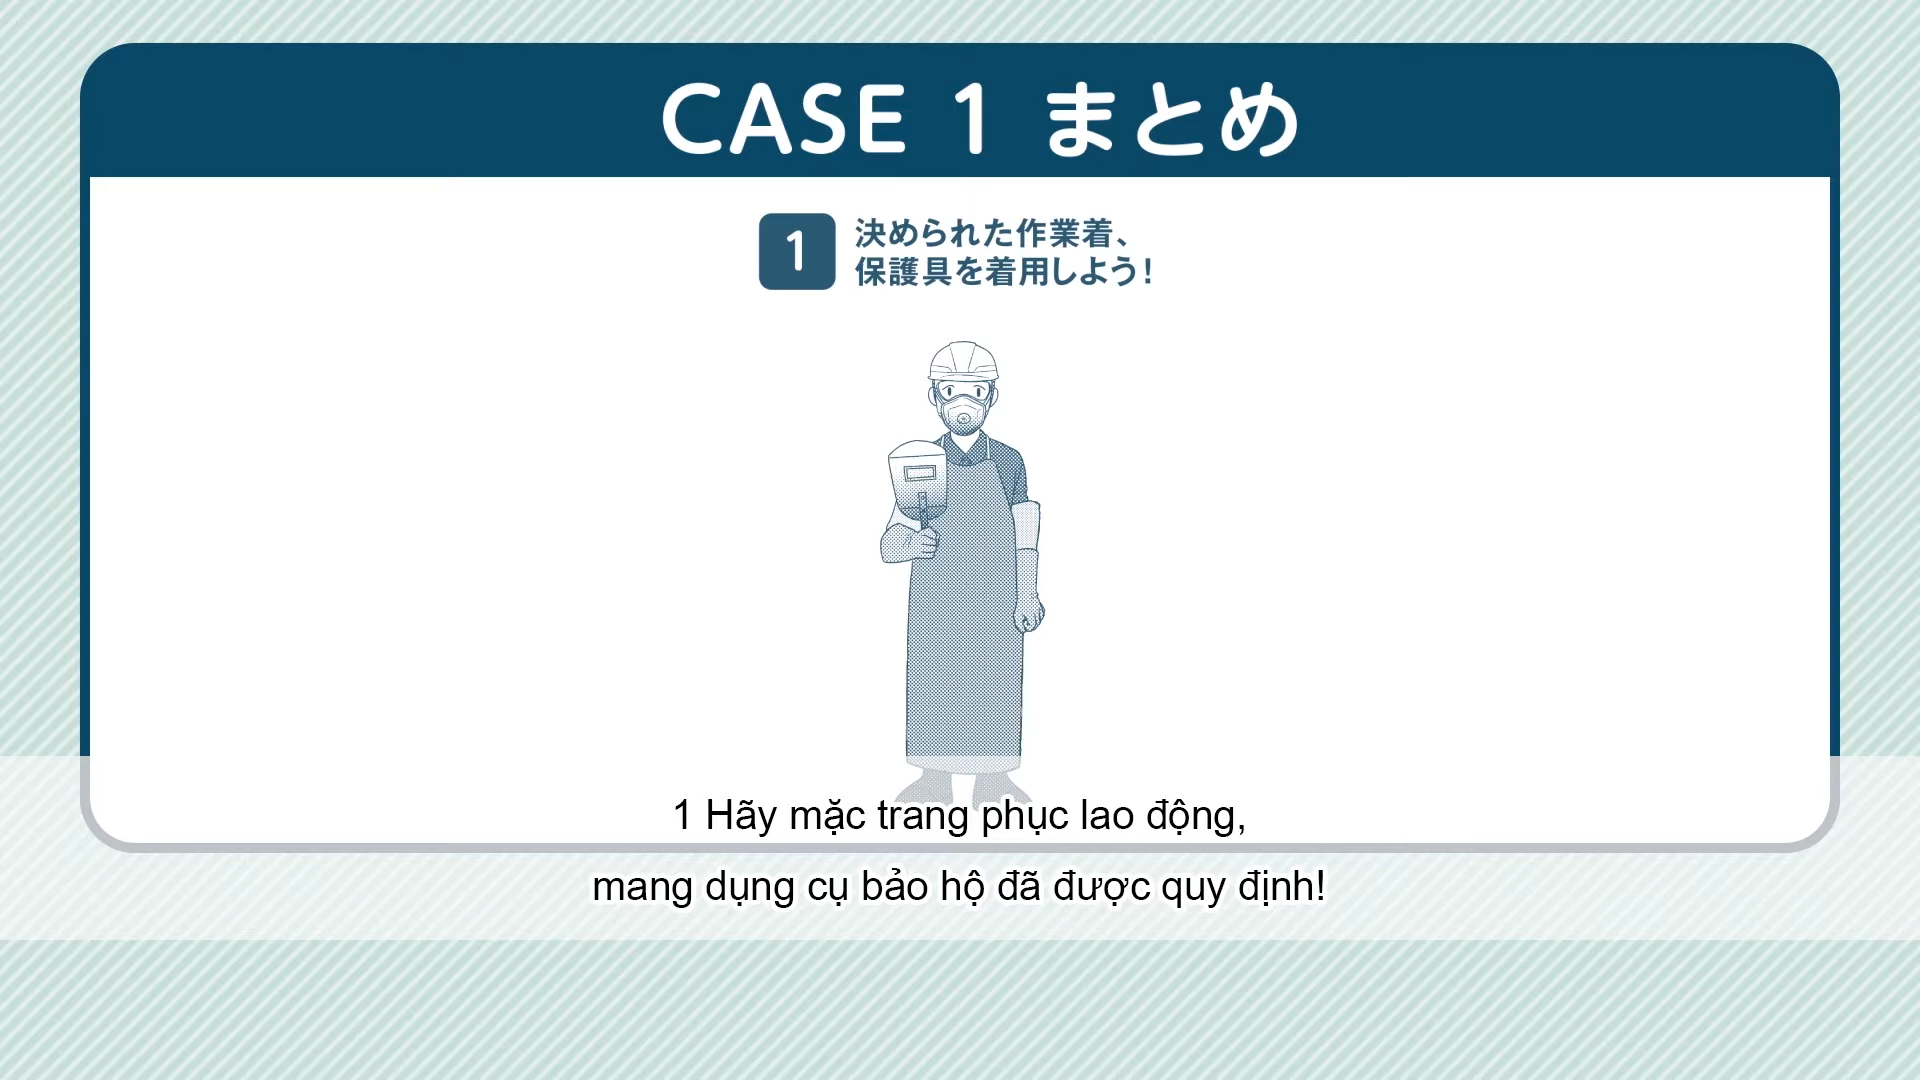 CASE 1 まとめ
1
決められた作業着、
保護具を着用しよう!
1 Hãy mặc trang phục lao động,
mang dụng cụ bảo hộ đã được quy định!